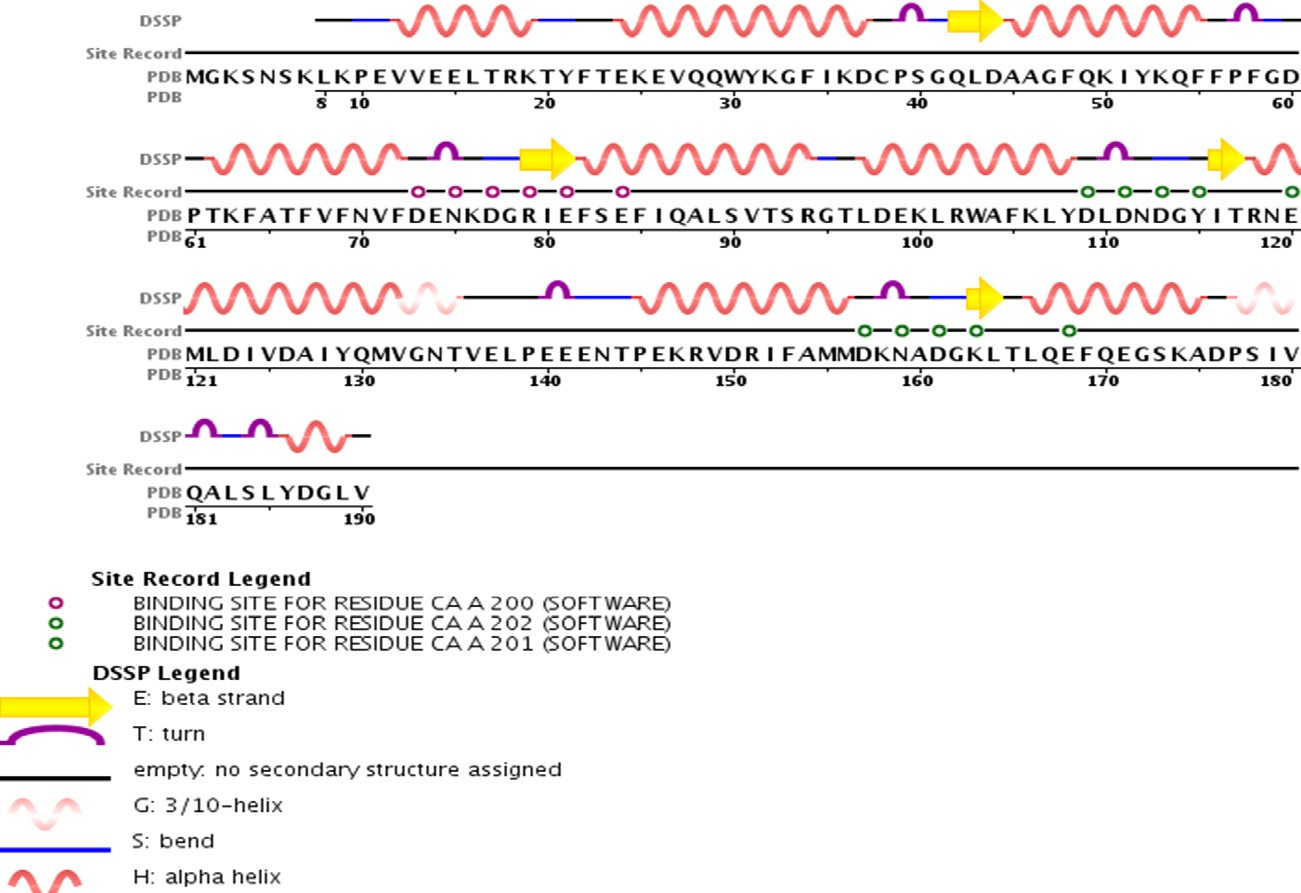 DSSP
Site Record
PDB MGKSNSKLKPEVVEELTRKTYFTEKEVQQWYKGFIKDCPSGQLDAAGFQKIYKQFFPFGD
PDB 8 10 20 30 40 50 60
DSSP
Site Record
PDB PTKFATFVFNVFDENKDGRIEFSEFIQALSVTSRGTLDEKLRWAFKLYDLDNDGYITRNE
PDB 61 70 80 90 100 110 120
DSSP
Site Record
PDB MLDIVDAIYQMVGNTVELPEEENTPEKRVDRIFAMMDKNADGKLTLQEFQEGSKADPSIV
PDB 121 130 140 150 160 170 180
DSSP
Site Record
PDB QALSLYDGLV
PDB 181 190
Site Record Legend
BINDING SITE FOR RESIDUE CA A 200 (SOFTWARE)
BINDING SITE FOR RESIDUE CA A 202 (SOFTWARE)
BINDING SITE FOR RESIDUE CA A 201 (SOFTWARE)
DSSP Legend
E: beta strand
T: turn
empty: no secondary structure assigned
G: 3/10-helix
S: bend
H: alpha helix